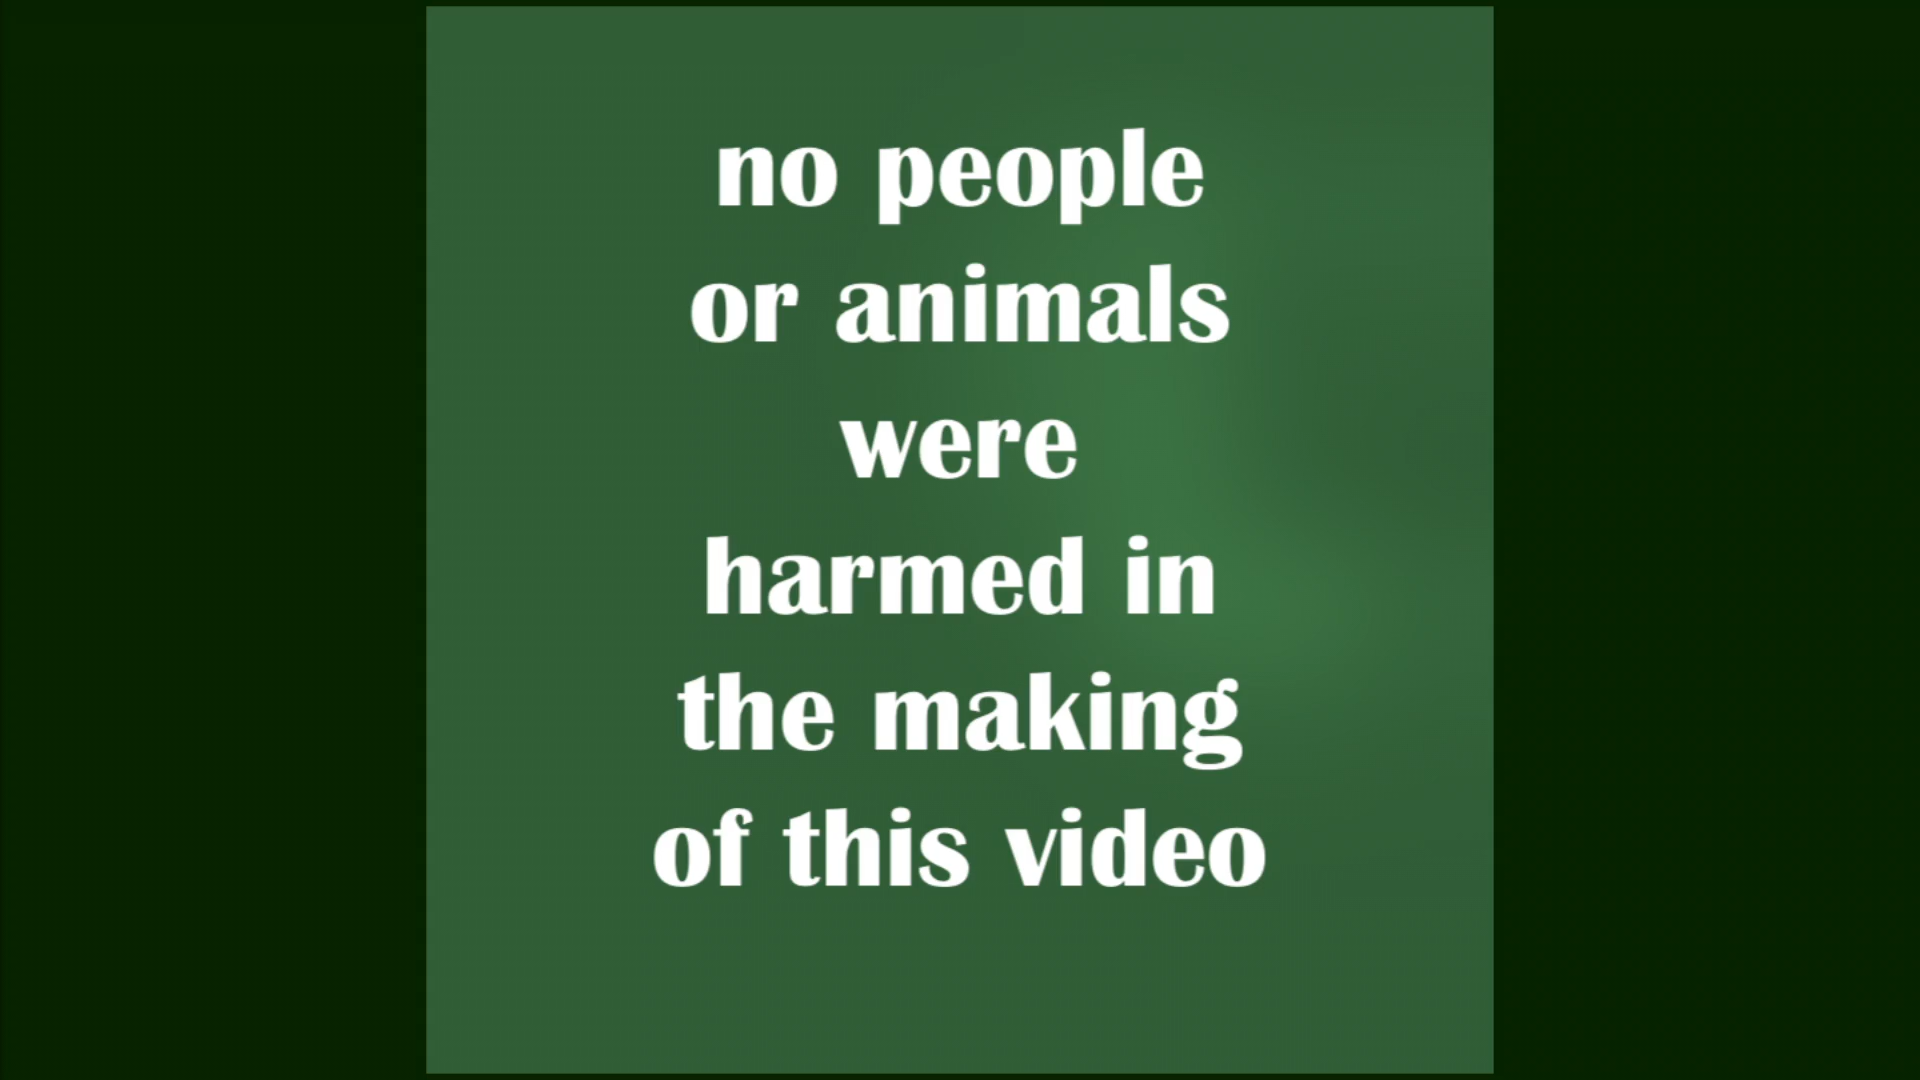 no people
or animals
were
harmed in
the making
of this video